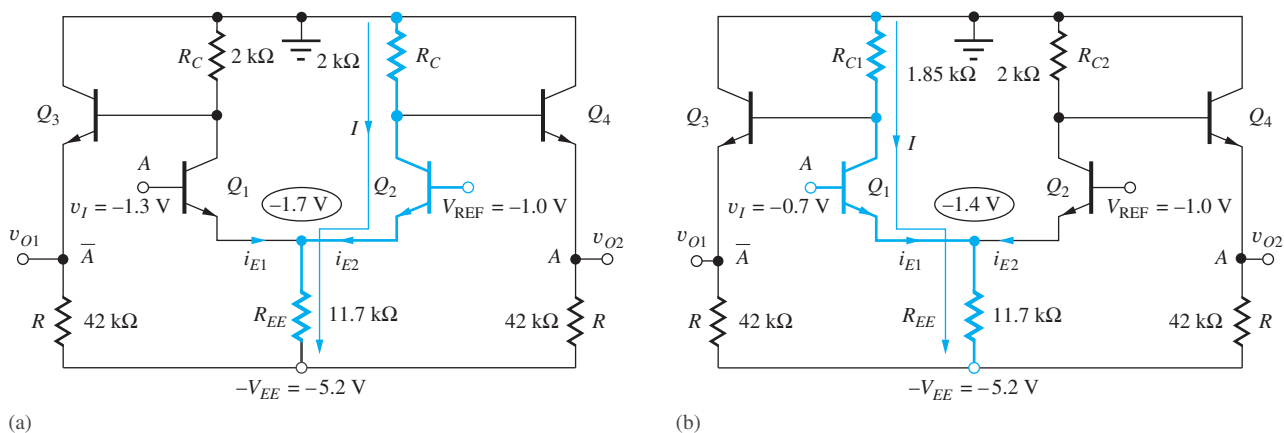 R_C
2 kΩ
2 kΩ
R_C
Q_3
Q_4
I
A
Q_1
Q_2
v_I = –1.3 V
–1.7 V
V_REF = –1.0 V
v_O1
A̅
i_E1
i_E2
A
v_O2
R
42 kΩ
R_EE
11.7 kΩ
42 kΩ
R
–V_EE = –5.2 V
(a)
R_C1
1.85 kΩ
2 kΩ
R_C2
Q_3
Q_4
I
A
Q_1
Q_2
v_I = –0.7 V
–1.4 V
V_REF = –1.0 V
v_O1
A̅
i_E1
i_E2
A
v_O2
R
42 kΩ
R_EE
11.7 kΩ
42 kΩ
R
–V_EE = –5.2 V
(b)